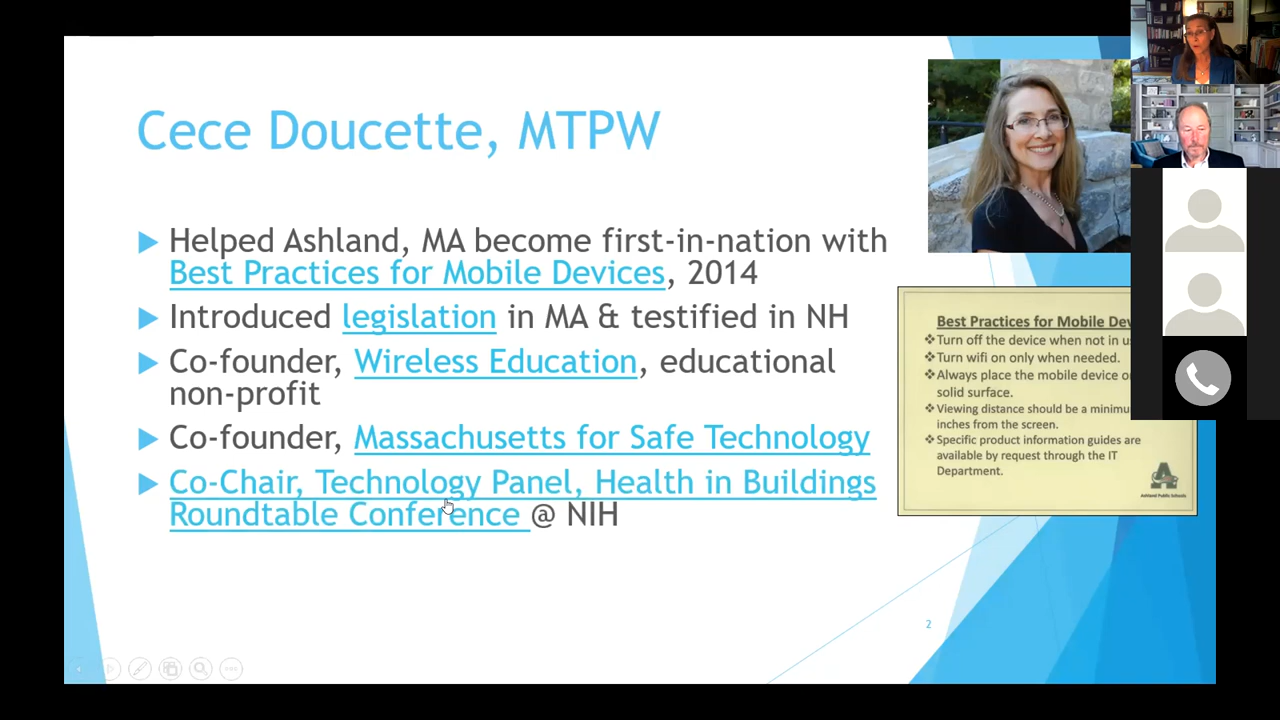 Cece Doucette, MTPW
Helped Ashland, MA become first-in-nation with
Best Practices for Mobile Devices, 2014
Introduced legislation in MA & testified in NH
Co-founder, Wireless Education, educational
non-profit
Co-founder, Massachusetts for Safe Technology
Co-Chair, Technology Panel, Health in Buildings
Roundtable Conference @ NIH
Best Practices for Mobile
Turn off the device when not in
Turn wifi on only when needed.
Always place the mobile device
solid surface.
Viewing distance should be a
inches from the screen.
Specific product information guides are
available by request through the IT
Department.
Ashland Public Schools
2